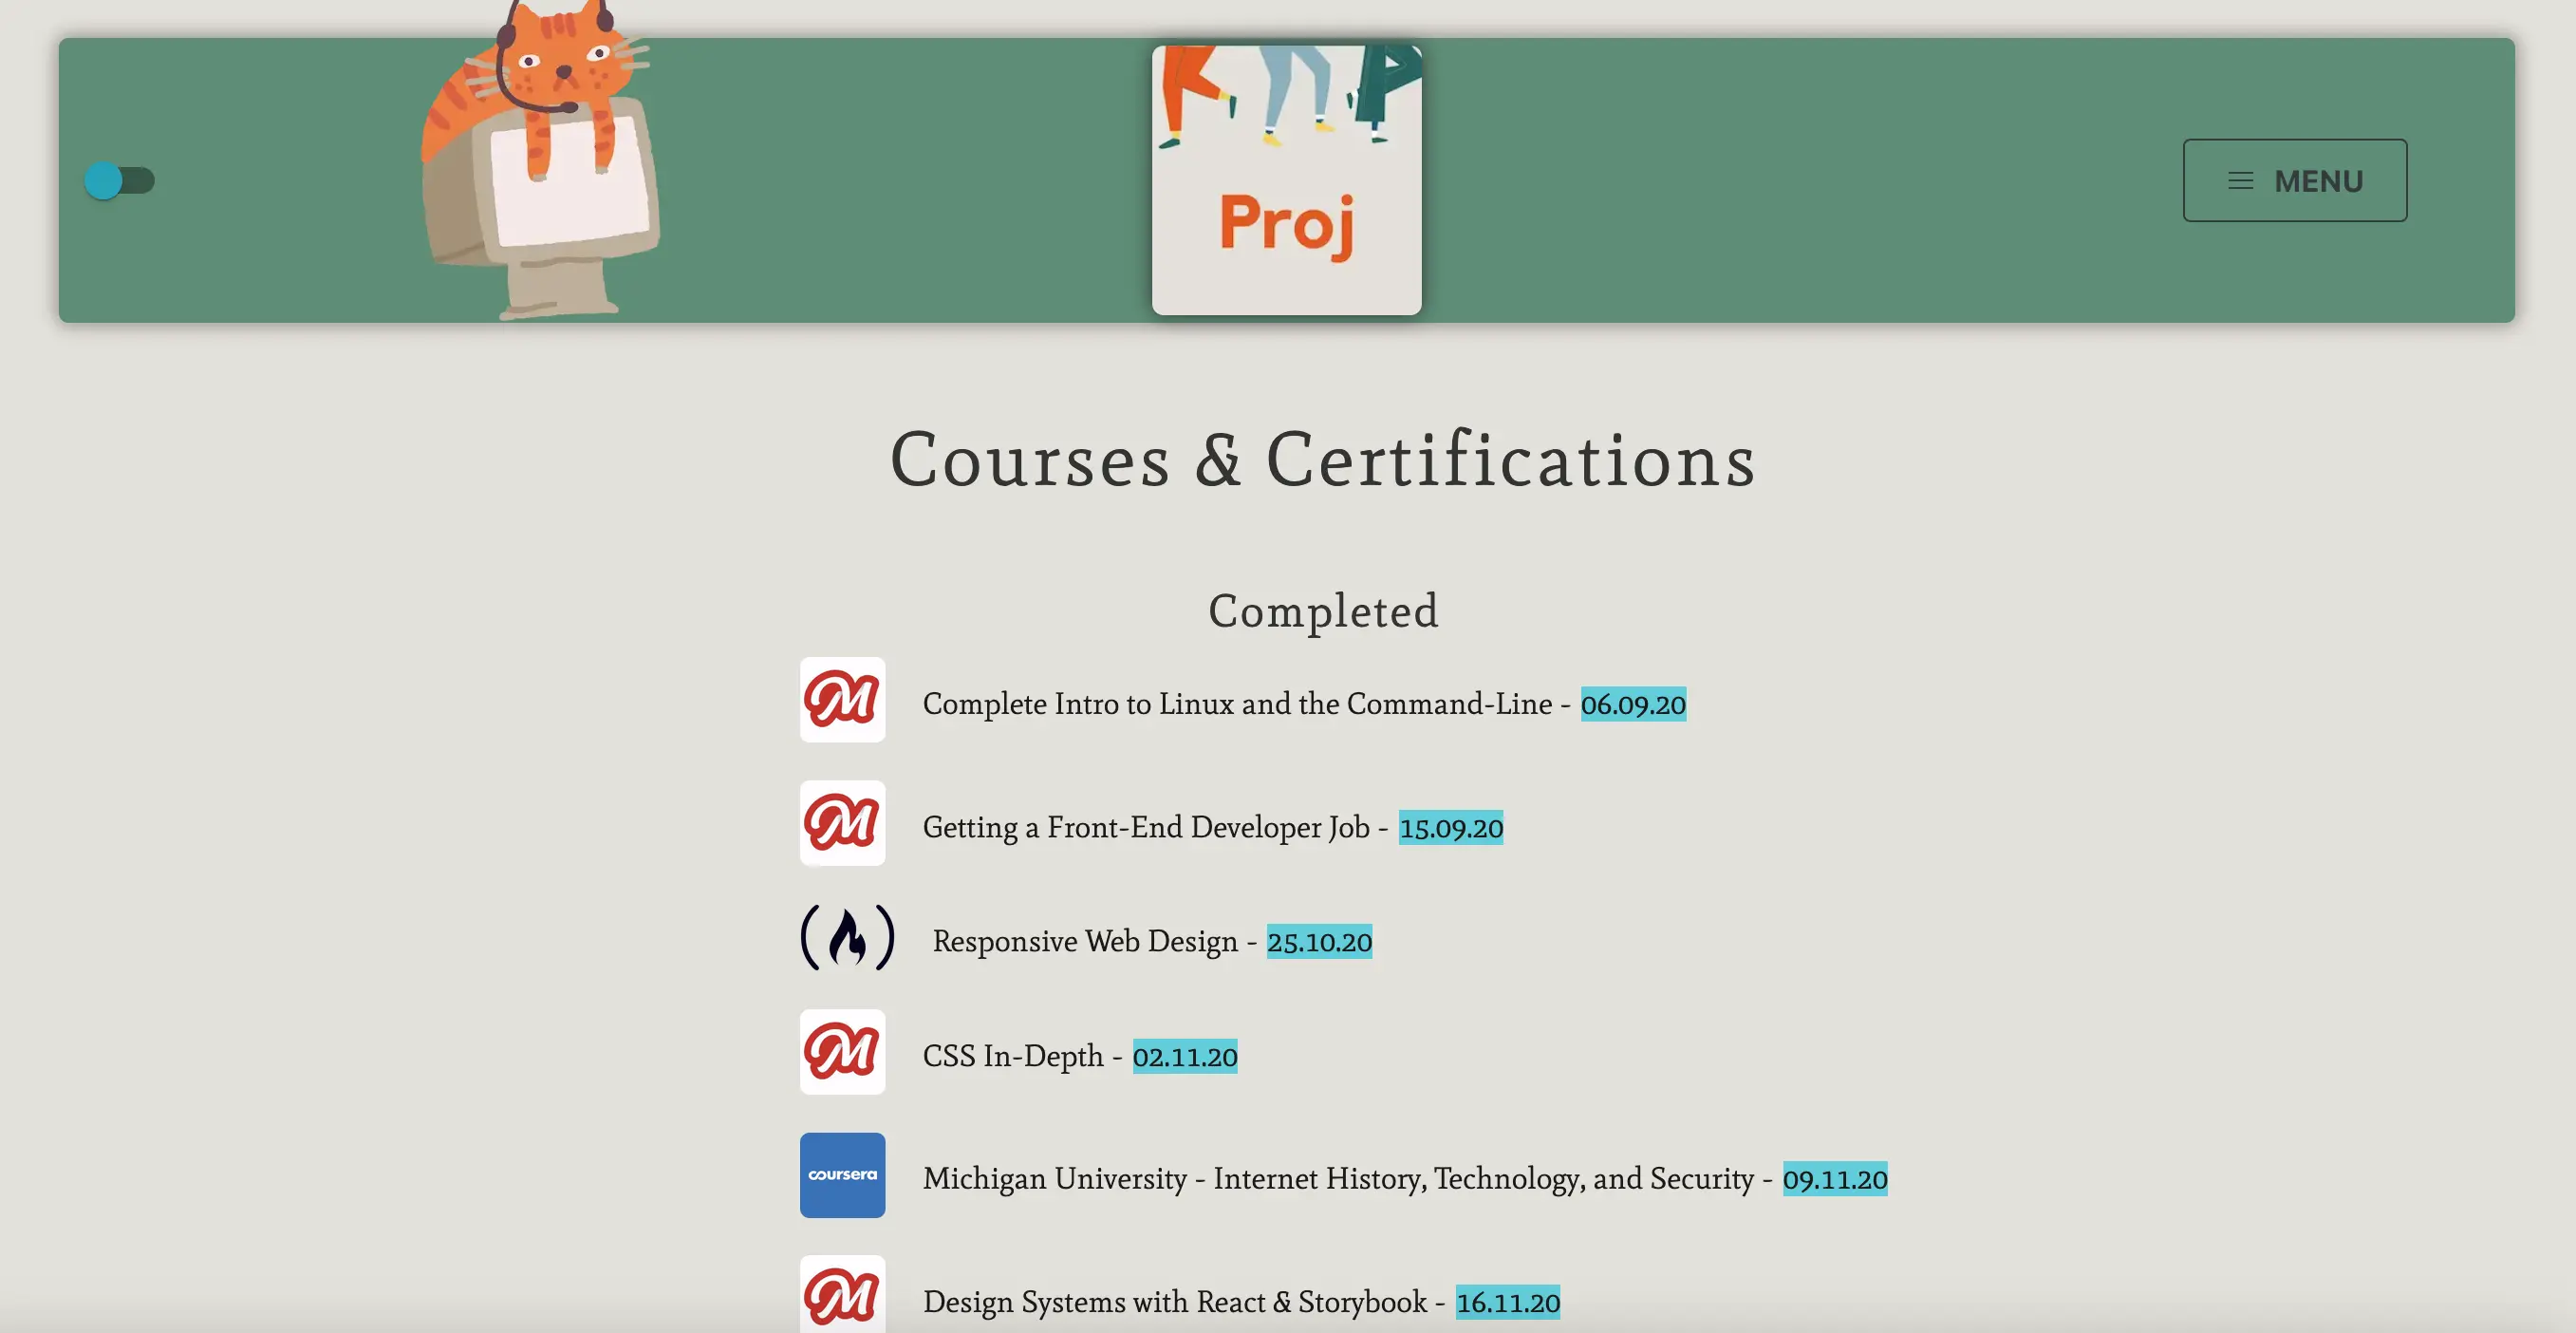 Proj
MENU
Courses & Certifications
Completed
Complete Intro to Linux and the Command-Line - 06.09.20
Getting a Front-End Developer Job - 15.09.20
Responsive Web Design - 25.10.20
CSS In-Depth - 02.11.20
coursera
Michigan University - Internet History, Technology, and Security - 09.11.20
Design Systems with React & Storybook - 16.11.20